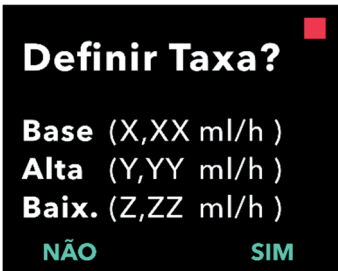 Definir Taxa?
Base (X,XX ml/h )
Alta (Y,YY ml/h )
Baix. (Z,ZZ ml/h )
NÃO SIM